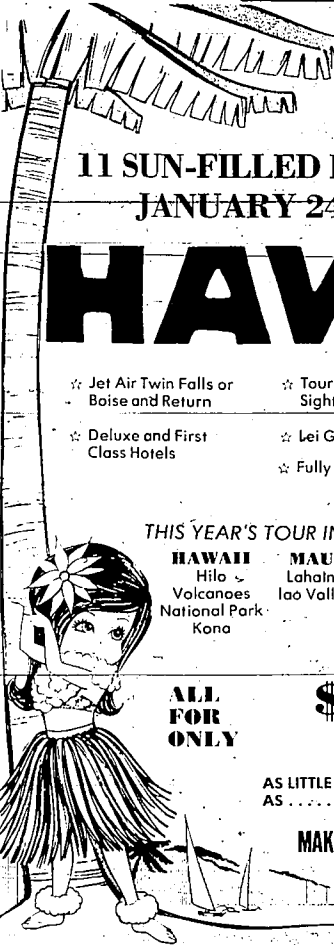 11 SUN-FILLED
JANUARY 24
HAW
☆ Jet Air Twin Falls or
Boise and Return
☆ Deluxe and First
Class Hotels
☆ Tour
Sight
☆ Lei G
☆ Fully
THIS YEAR'S TOUR IN
HAWAII
Hilo
Volcanoes
National Park
Kona
MAU
Lahain
Iao Vall
ALL
FOR
ONLY
$
AS LITTLE
AS .....
MAK